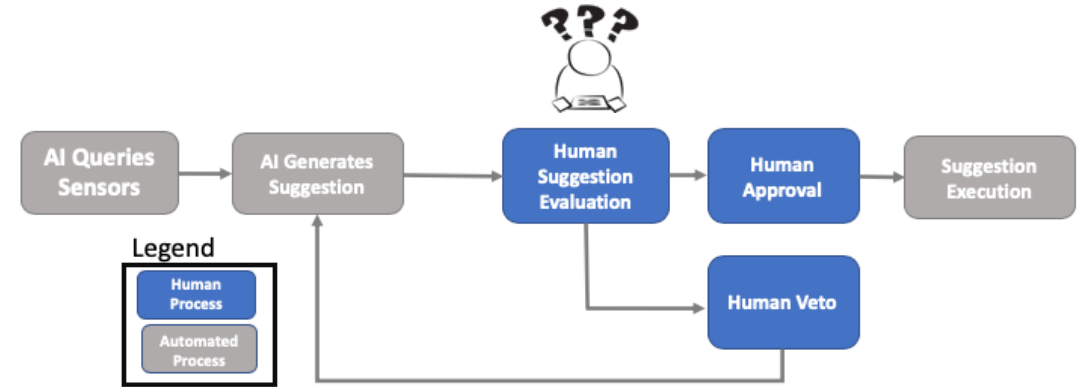 ???
AI Queries
Sensors
AI Generates
Suggestion
Human
Suggestion
Evaluation
Human
Approval
Suggestion
Execution
Legend
Human
Process
Automated
Process
Human Veto